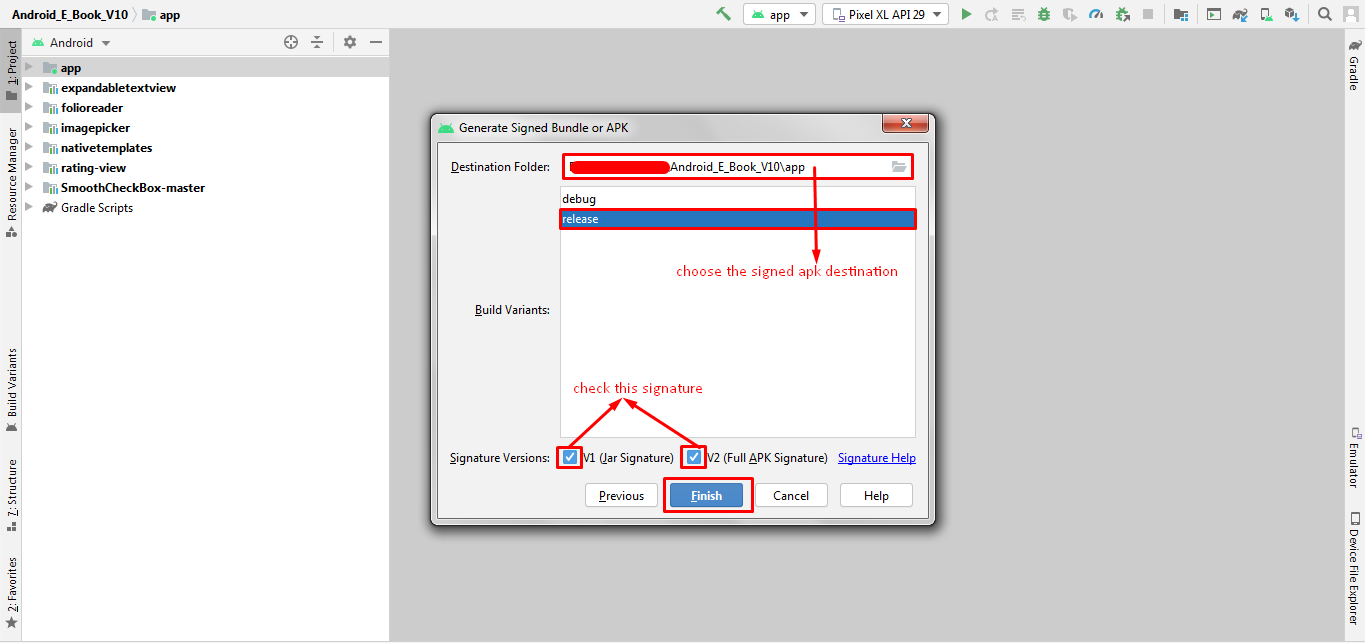 Android_E_Book_V10 app
app
Pixel XL API 29
1: Project
Resource Manager
Build Variants
7: Structure
2: Favorites
Android
app
expandabletextview
folioreader
imagepicker
nativetemplates
rating-view
SmoothCheckBox-master
Gradle Scripts
Generate Signed Bundle or APK
Destination Folder: Android_E_Book_V10\app
debug
release
choose the signed apk destination
Build Variants:
check this signature
Signature Versions: V1 (Jar Signature) V2 (Full APK Signature) Signature Help
Previous Finish Cancel Help
Gradle
Emulator
Device File Explorer